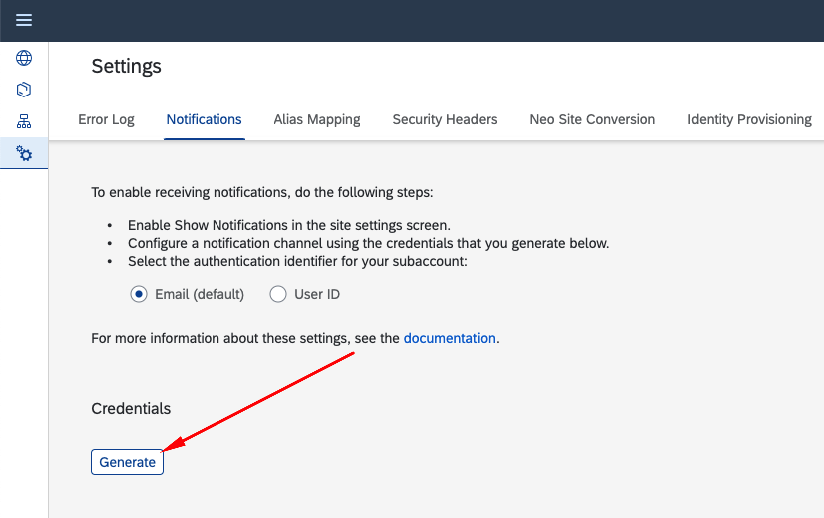 Settings
Error Log Notifications Alias Mapping Security Headers Neo Site Conversion Identity Provisioning
To enable receiving notifications, do the following steps:
• Enable Show Notifications in the site settings screen.
• Configure a notification channel using the credentials that you generate below.
• Select the authentication identifier for your subaccount:
Email (default) User ID
For more information about these settings, see the documentation.
Credentials
Generate